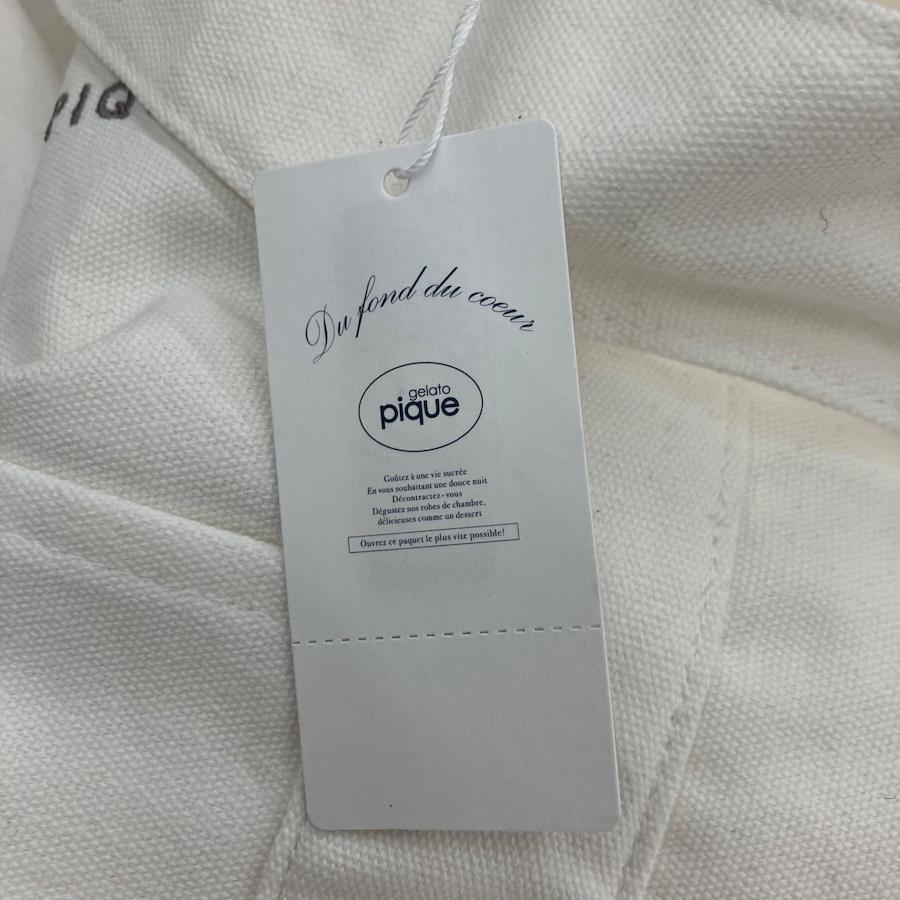 PIQ
Du fond du coeur
gelato
pique
Goûtez à une vie sucrée
En vous souhaitant une douce nuit
Décontractez-vous
Dégustez nos robes de chambre,
délicieuses comme un dessert
Ouvrez ce paquet le plus vite possible!